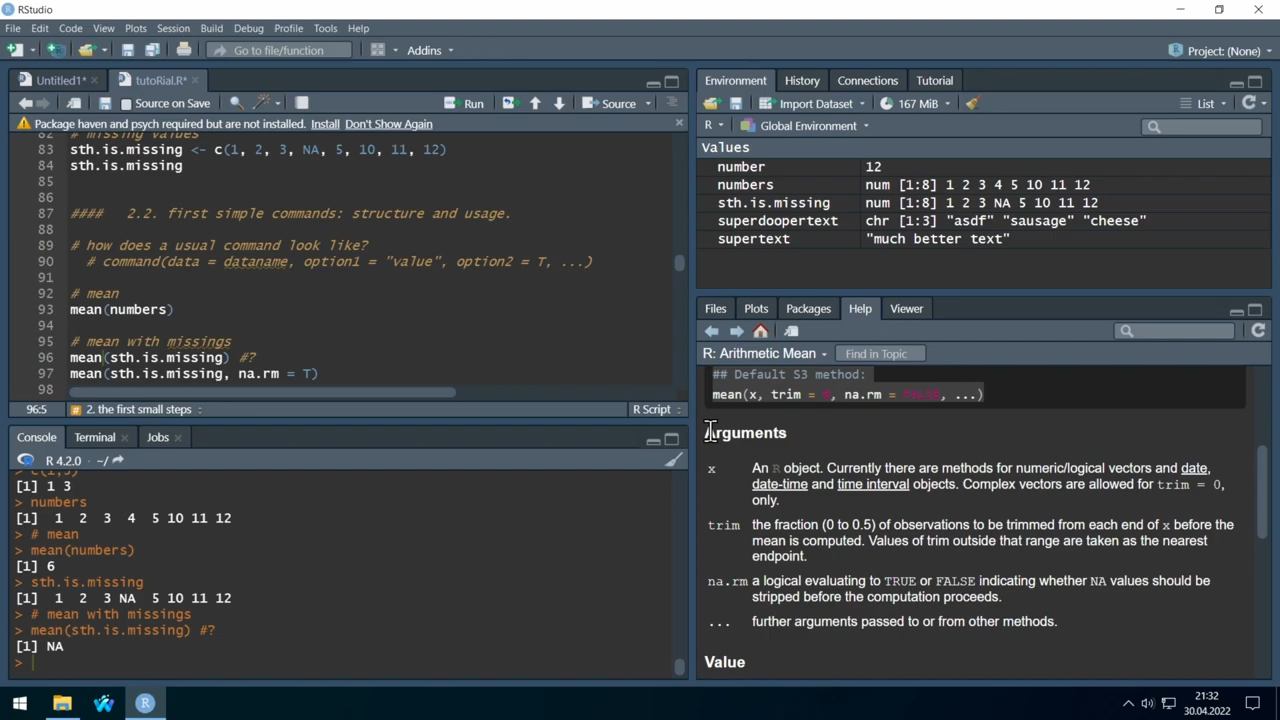 RStudio
File Edit Code View Plots Session Build Debug Profile Tools Help
Go to file/function Addins Project: (None)
Untitled1* tutoRial.R*
Source on Save Run Source
Package haven and psych required but are not installed. Install Don't Show Again
82 # missing values
83 sth.is.missing <- c(1, 2, 3, NA, 5, 10, 11, 12)
84 sth.is.missing
85
86
87 #### 2.2. first simple commands: structure and usage.
88
89 # how does a usual command look like?
90 # command(data = dataname, option1 = "value", option2 = T, ...)
91
92 # mean
93 mean(numbers)
94
95 # mean with missings
96 mean(sth.is.missing) #?
97 mean(sth.is.missing, na.rm = T)
98
96:5 # 2. the first small steps R Script
Console Terminal Jobs
R 4.2.0 · ~/
> c(1,3)
[1] 1 3
> numbers
[1] 1 2 3 4 5 10 11 12
> # mean
> mean(numbers)
[1] 6
> sth.is.missing
[1] 1 2 3 NA 5 10 11 12
> # mean with missings
> mean(sth.is.missing) #?
[1] NA
>
Environment History Connections Tutorial
Import Dataset 167 MiB List
R Global Environment
Values
number 12
numbers num [1:8] 1 2 3 4 5 10 11 12
sth.is.missing num [1:8] 1 2 3 NA 5 10 11 12
superdoopertext chr [1:3] "asdf" "sausage" "cheese"
supertext "much better text"
Files Plots Packages Help Viewer
R: Arithmetic Mean Find in Topic
## Default S3 method:
mean(x, trim = 0, na.rm = FALSE, ...)
Arguments
x An R object. Currently there are methods for numeric/logical vectors and date,
date-time and time interval objects. Complex vectors are allowed for trim = 0,
only.
trim the fraction (0 to 0.5) of observations to be trimmed from each end of x before the
mean is computed. Values of trim outside that range are taken as the nearest
endpoint.
na.rm a logical evaluating to TRUE or FALSE indicating whether NA values should be
stripped before the computation proceeds.
... further arguments passed to or from other methods.
Value
21:32
30.04.2022